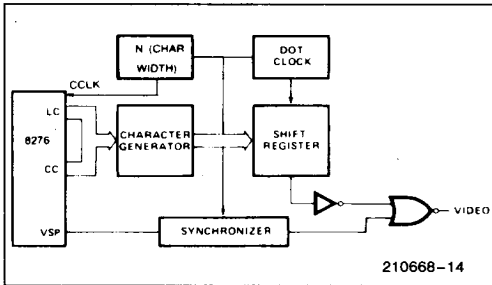 N (CHAR
WIDTH)
DOT
CLOCK
CCLK
LC
8276
CC
VSP
CHARACTER
GENERATOR
SHIFT
REGISTER
SYNCHRONIZER
VIDEO
210668-14